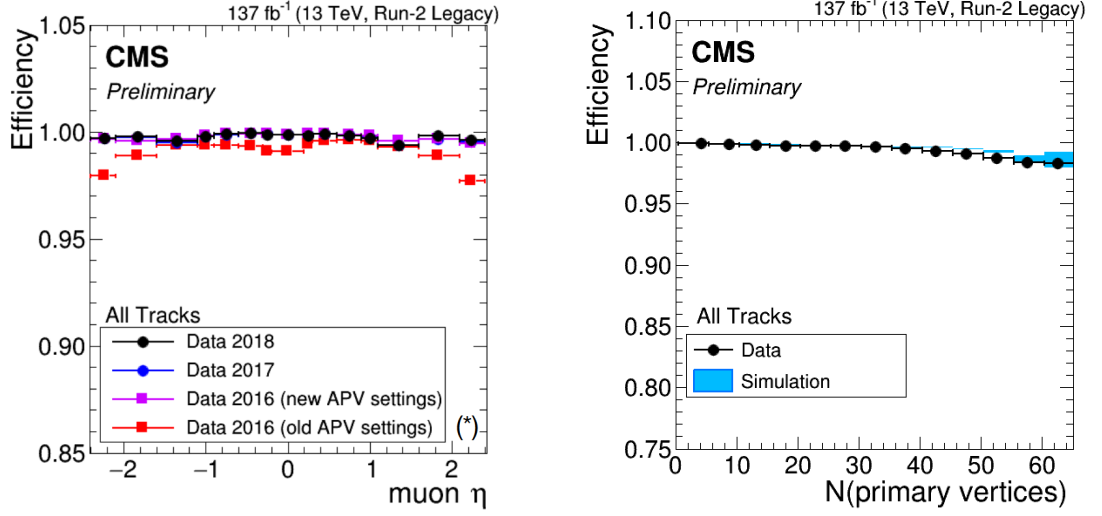 137 fb⁻¹ (13 TeV, Run-2 Legacy)
CMS
Preliminary
Efficiency
1.05
1.00
0.95
0.90
0.85
All Tracks
Data 2018
Data 2017
Data 2016 (new APV settings)
Data 2016 (old APV settings)
(*)
−2 −1 0 1 2
muon η
137 fb⁻¹ (13 TeV, Run-2 Legacy)
CMS
Preliminary
Efficiency
1.10
1.05
1.00
0.95
0.90
0.85
0.80
0.75
All Tracks
Data
Simulation
0 10 20 30 40 50 60
N(primary vertices)